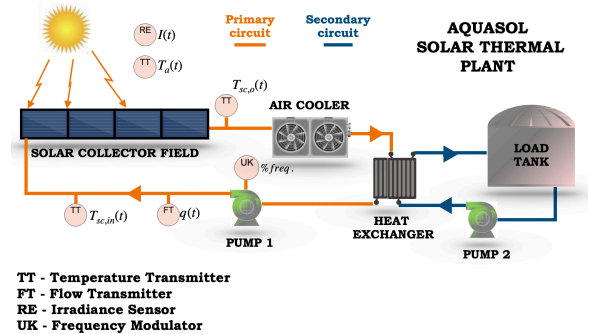 Primary
circuit
Secondary
circuit
AQUASOL
SOLAR THERMAL
PLANT
RE I(t)
TT T_a(t)
T_sc,o(t)
TT
AIR COOLER
SOLAR COLLECTOR FIELD
LOAD
TANK
UK %freq.
TT T_sc,in(t)
FT q(t)
HEAT
EXCHANGER
PUMP 1
PUMP 2
TT - Temperature Transmitter
FT - Flow Transmitter
RE - Irradiance Sensor
UK - Frequency Modulator